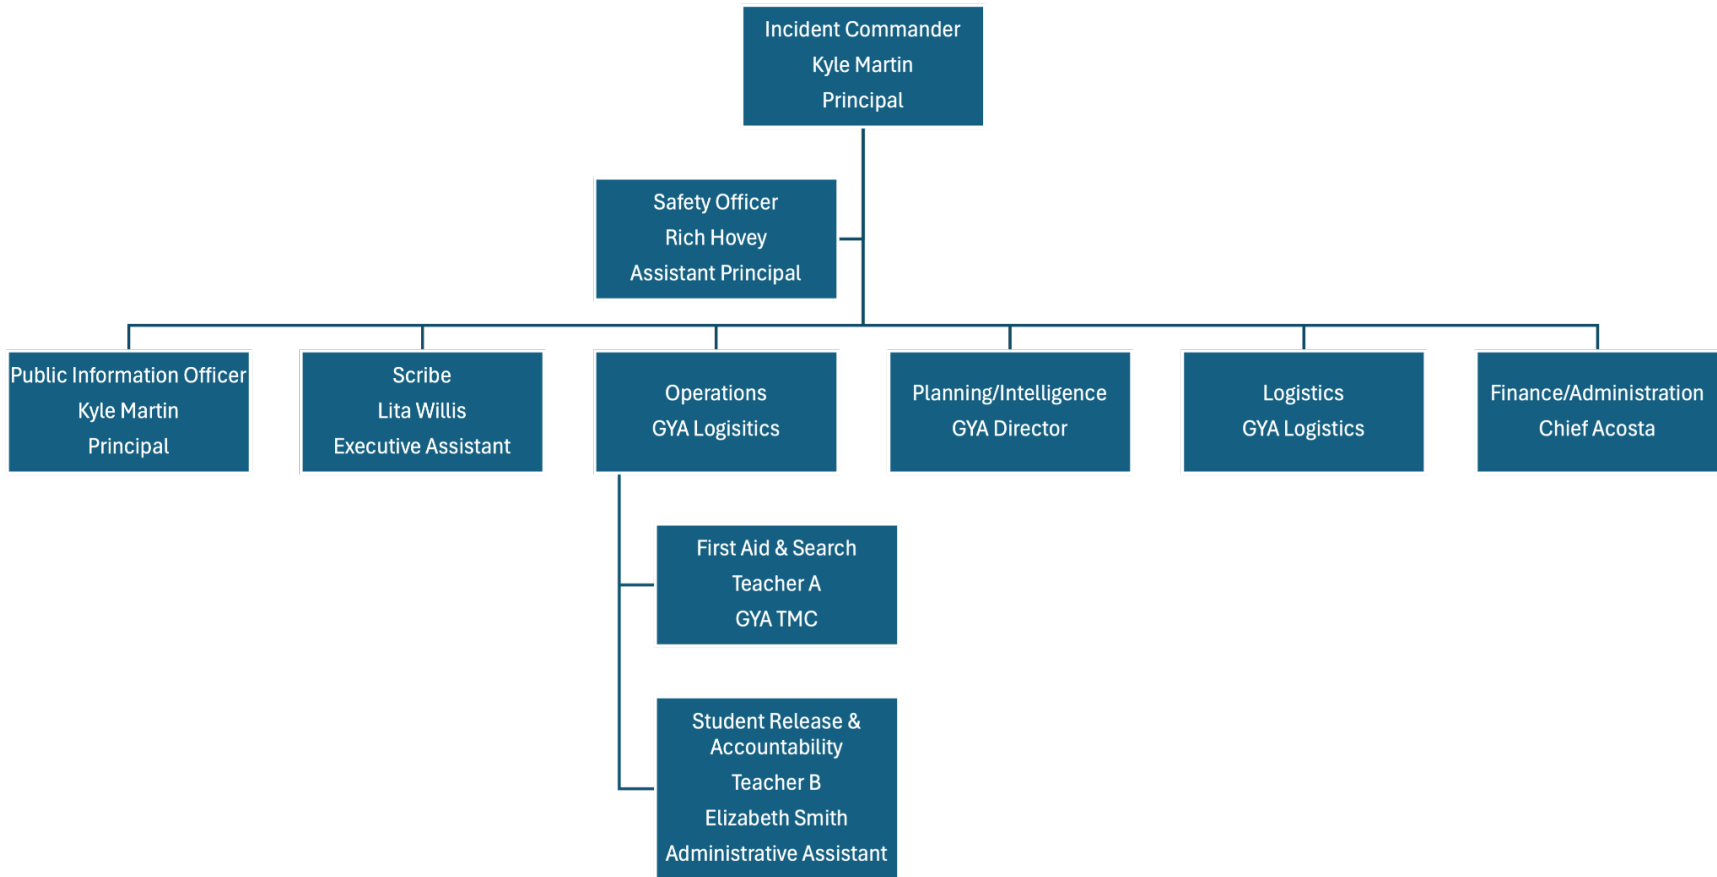 Incident Commander
Kyle Martin
Principal
Safety Officer
Rich Hovey
Assistant Principal
Public Information Officer
Kyle Martin
Principal
Scribe
Lita Willis
Executive Assistant
Operations
GYA Logisitics
Planning/Intelligence
GYA Director
Logistics
GYA Logistics
Finance/Administration
Chief Acosta
First Aid & Search
Teacher A
GYA TMC
Student Release &
Accountability
Teacher B
Elizabeth Smith
Administrative Assistant